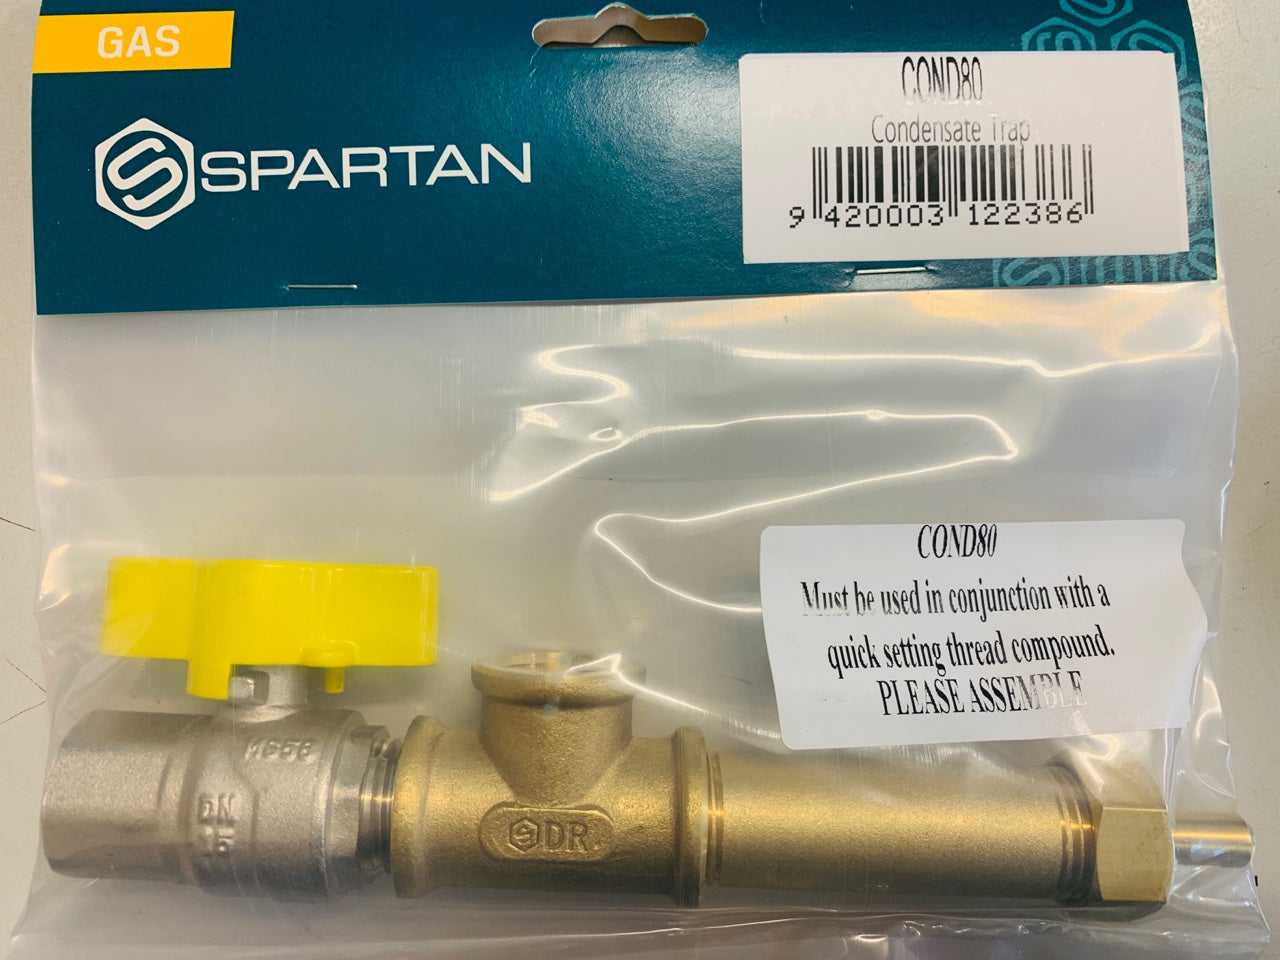 GAS
SPARTAN
COND80
Condensate Trap
9 420003 122386
COND80
Must be used in conjunction with a
quick setting thread compound.
PLEASE ASSEMBLE
MS58
DN
15
DR